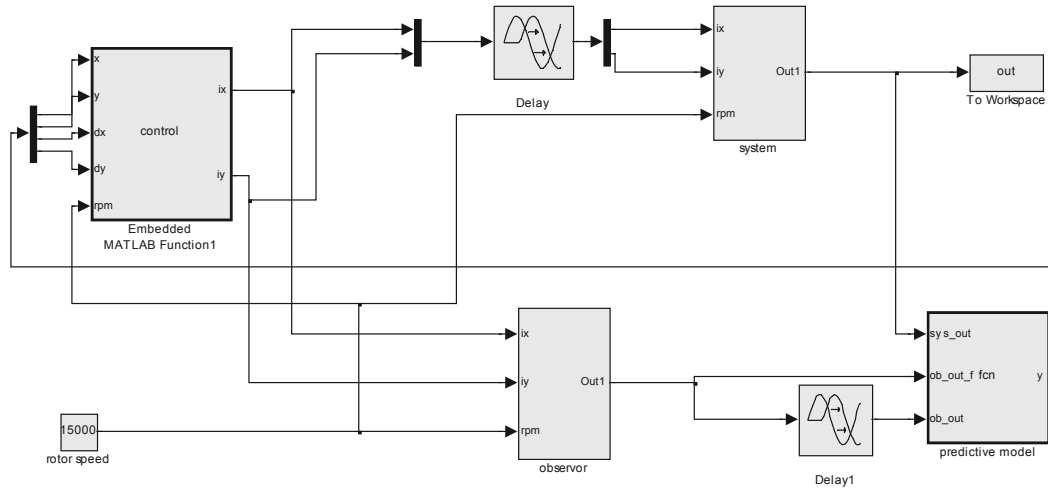 x
y
dx
dy
rpm
control
ix
iy
Embedded
MATLAB Function1
Delay
ix
iy
rpm
Out1
system
out
To Workspace
15000
rotor speed
ix
iy
rpm
Out1
observor
Delay1
sys_out
ob_out_f
fcn
ob_out
y
predictive model